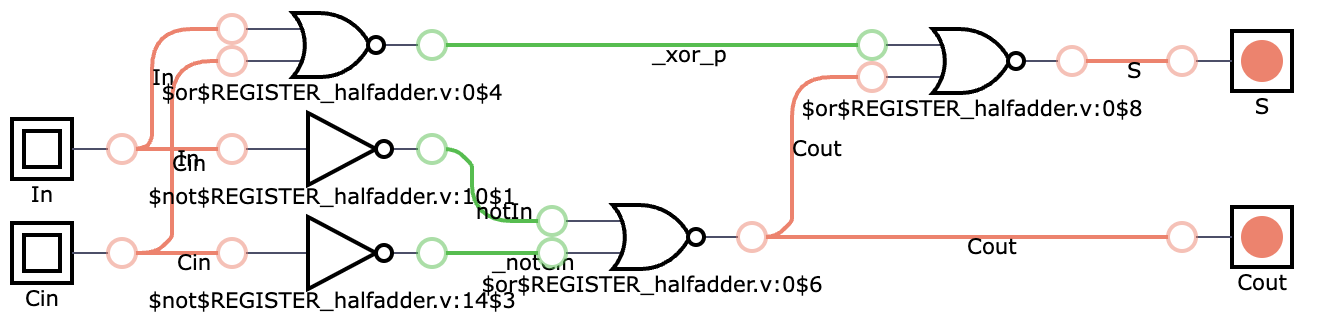 _xor_p
S
In
$or$REGISTER_halfadder.v:0$4
$or$REGISTER_halfadder.v:0$8
S
Cout
In
Cin
In
$not$REGISTER_halfadder.v:10$1
notIn
Cin
_notCin
Cout
$or$REGISTER_halfadder.v:0$6
Cin
$not$REGISTER_halfadder.v:14$3
Cout